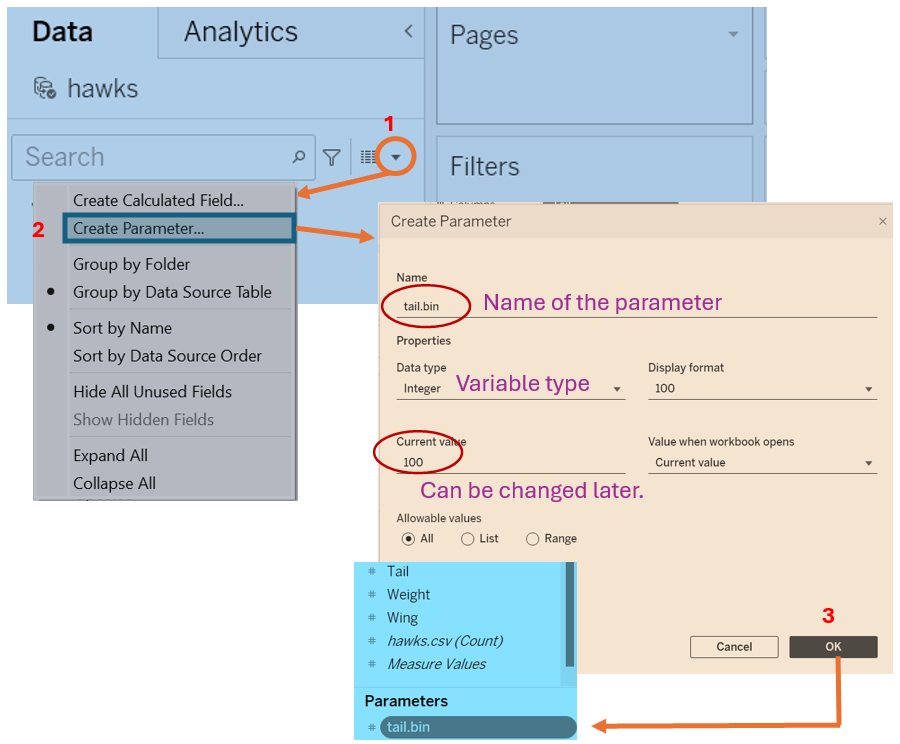 Data
Analytics
Pages
hawks
1
Search
Filters
Create Calculated Field...
2
Create Parameter...
Group by Folder
Group by Data Source Table
Sort by Name
Sort by Data Source Order
Hide All Unused Fields
Show Hidden Fields
Expand All
Collapse All
Create Parameter
Name
tail.bin
Name of the parameter
Properties
Data type
Display format
Integer
Variable type
100
Current value
Value when workbook opens
100
Current value
Can be changed later.
Allowable values
All List Range
3
Cancel
OK
# Tail
# Weight
# Wing
# hawks.csv (Count)
# Measure Values
Parameters
# tail.bin